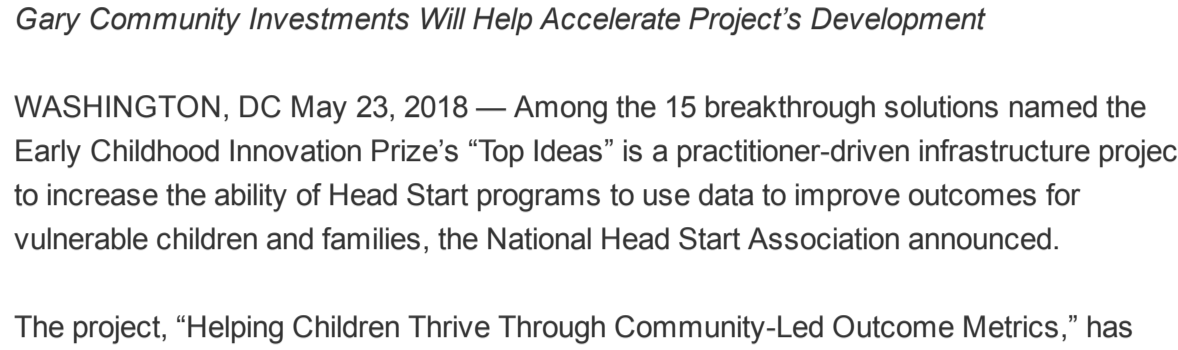 Gary Community Investments Will Help Accelerate Project’s Development
WASHINGTON, DC May 23, 2018 — Among the 15 breakthrough solutions named the
Early Childhood Innovation Prize’s “Top Ideas” is a practitioner-driven infrastructure projec
to increase the ability of Head Start programs to use data to improve outcomes for
vulnerable children and families, the National Head Start Association announced.
The project, “Helping Children Thrive Through Community-Led Outcome Metrics,” has